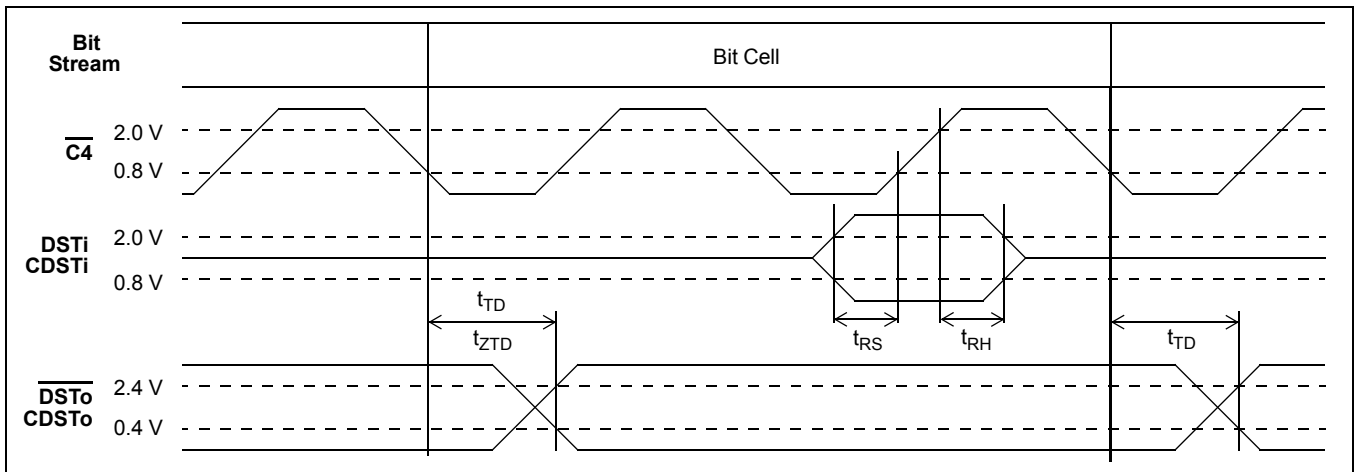 Bit
Stream
Bit Cell
C4
2.0 V
0.8 V
DSTi
CDSTi
2.0 V
0.8 V
tTD
tZTD
tRS
tRH
tTD
DSTo
CDSTo
2.4 V
0.4 V